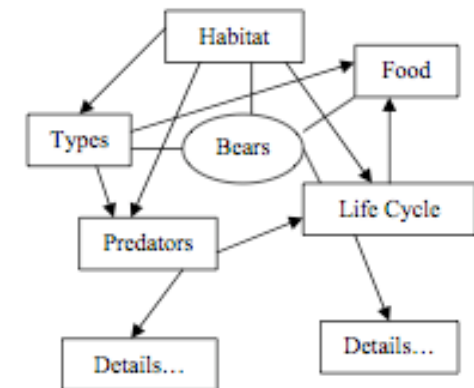 Habitat
Food
Types
Bears
Life Cycle
Predators
Details...
Details...